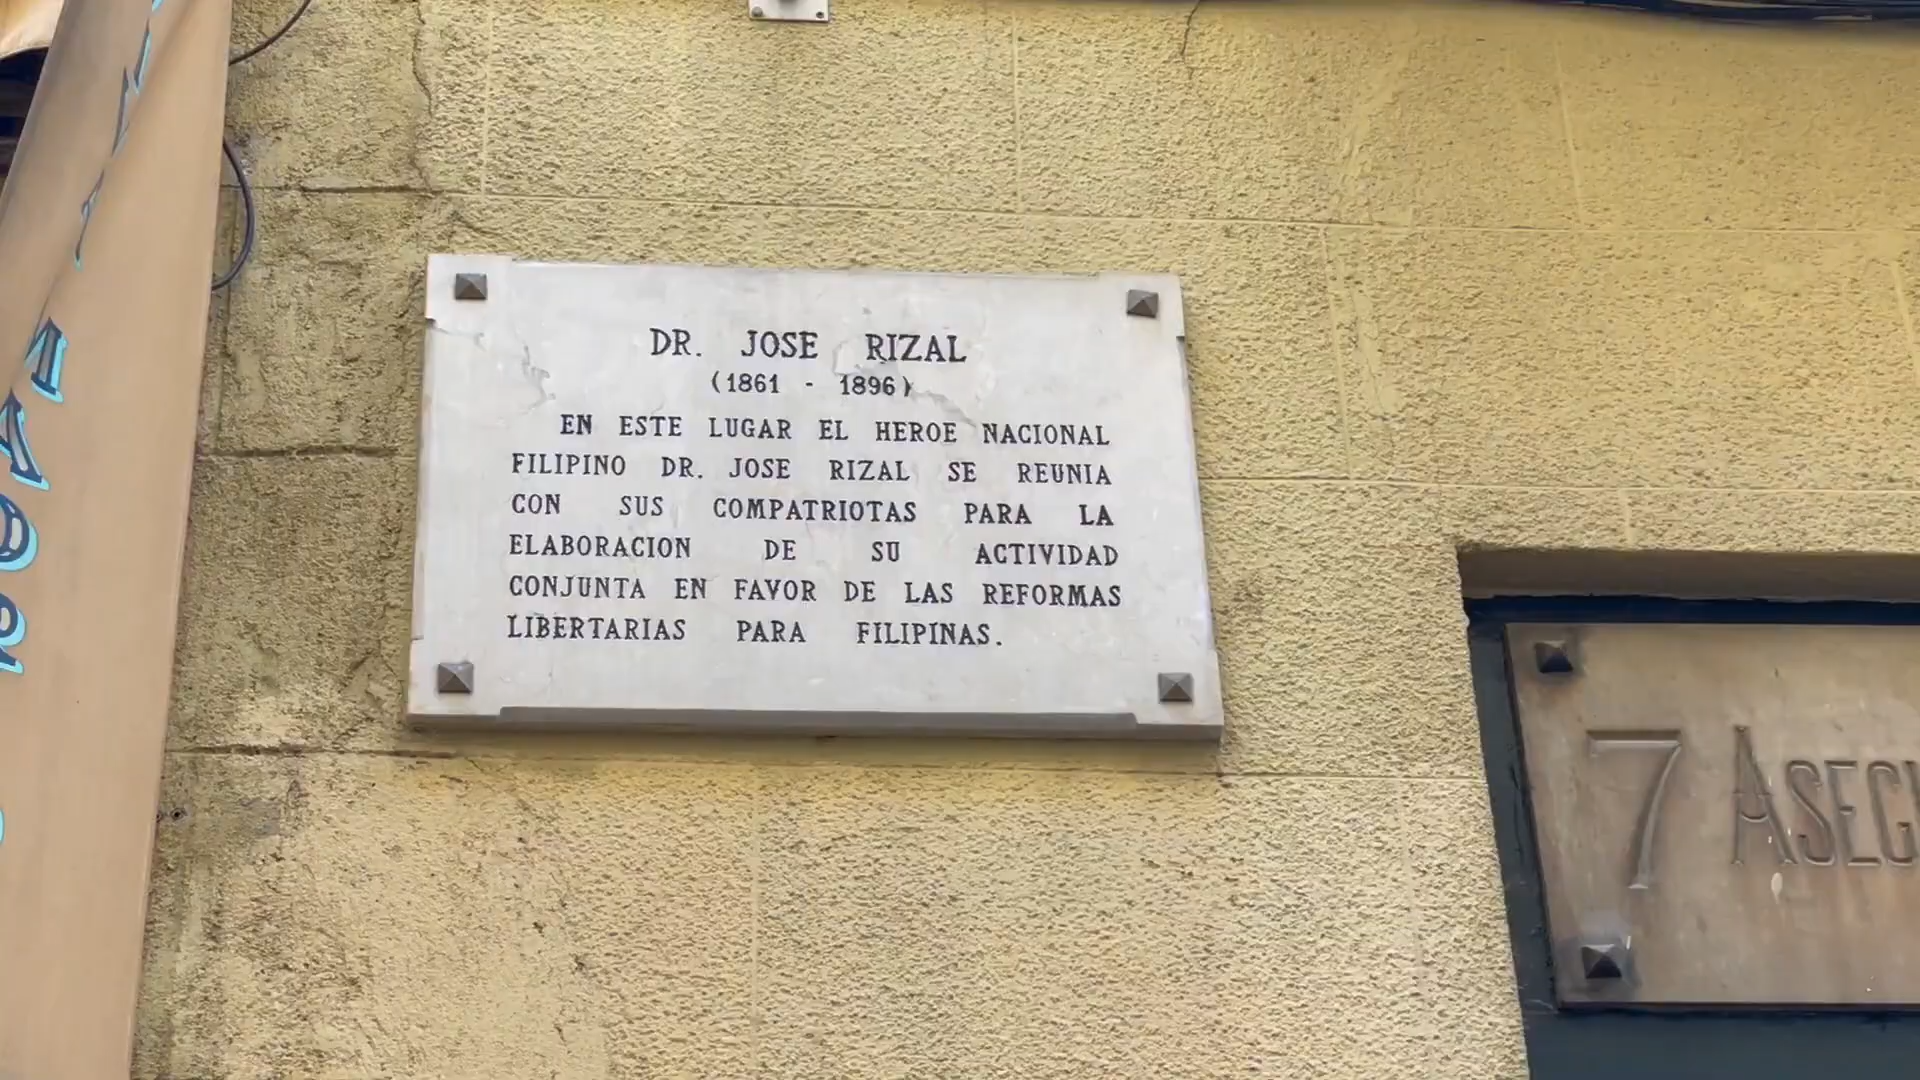 DR. JOSE RIZAL
(1861 - 1896)
EN ESTE LUGAR EL HEROE NACIONAL
FILIPINO DR. JOSE RIZAL SE REUNIA
CON SUS COMPATRIOTAS PARA LA
ELABORACION DE SU ACTIVIDAD
CONJUNTA EN FAVOR DE LAS REFORMAS
LIBERTARIAS PARA FILIPINAS.
7